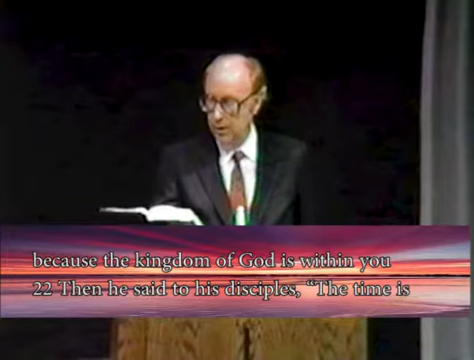 because the kingdom of God is within you
22 Then he said to his disciples, “The time is